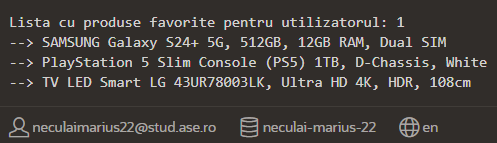 Lista cu produse favorite pentru utilizatorul: 1
--> SAMSUNG Galaxy S24+ 5G, 512GB, 12GB RAM, Dual SIM
--> PlayStation 5 Slim Console (PS5) 1TB, D-Chassis, White
--> TV LED Smart LG 43UR78003LK, Ultra HD 4K, HDR, 108cm
neculaimarius22@stud.ase.ro neculai-marius-22 en